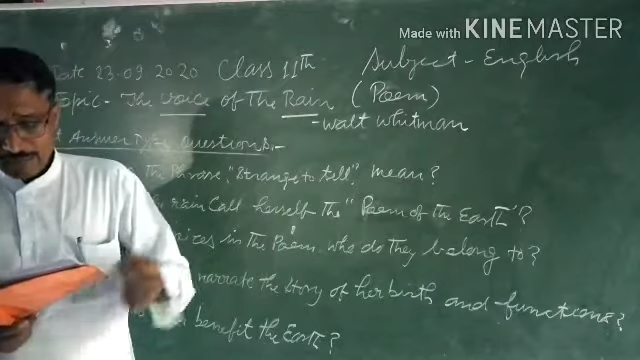 Made with KINEMASTER
Date 23.09 2020 Class 11th Subject - English
Topic - The voice of The Rain (Poem)
- walt whitman
Answer Questions :-
The Phrase, "Strange to tell" mean?
rain Call herself the "Poem of the Earth"?
in the Poem. who do they belong to?
narrate the story of her birth and functions?
benefit the Earth?